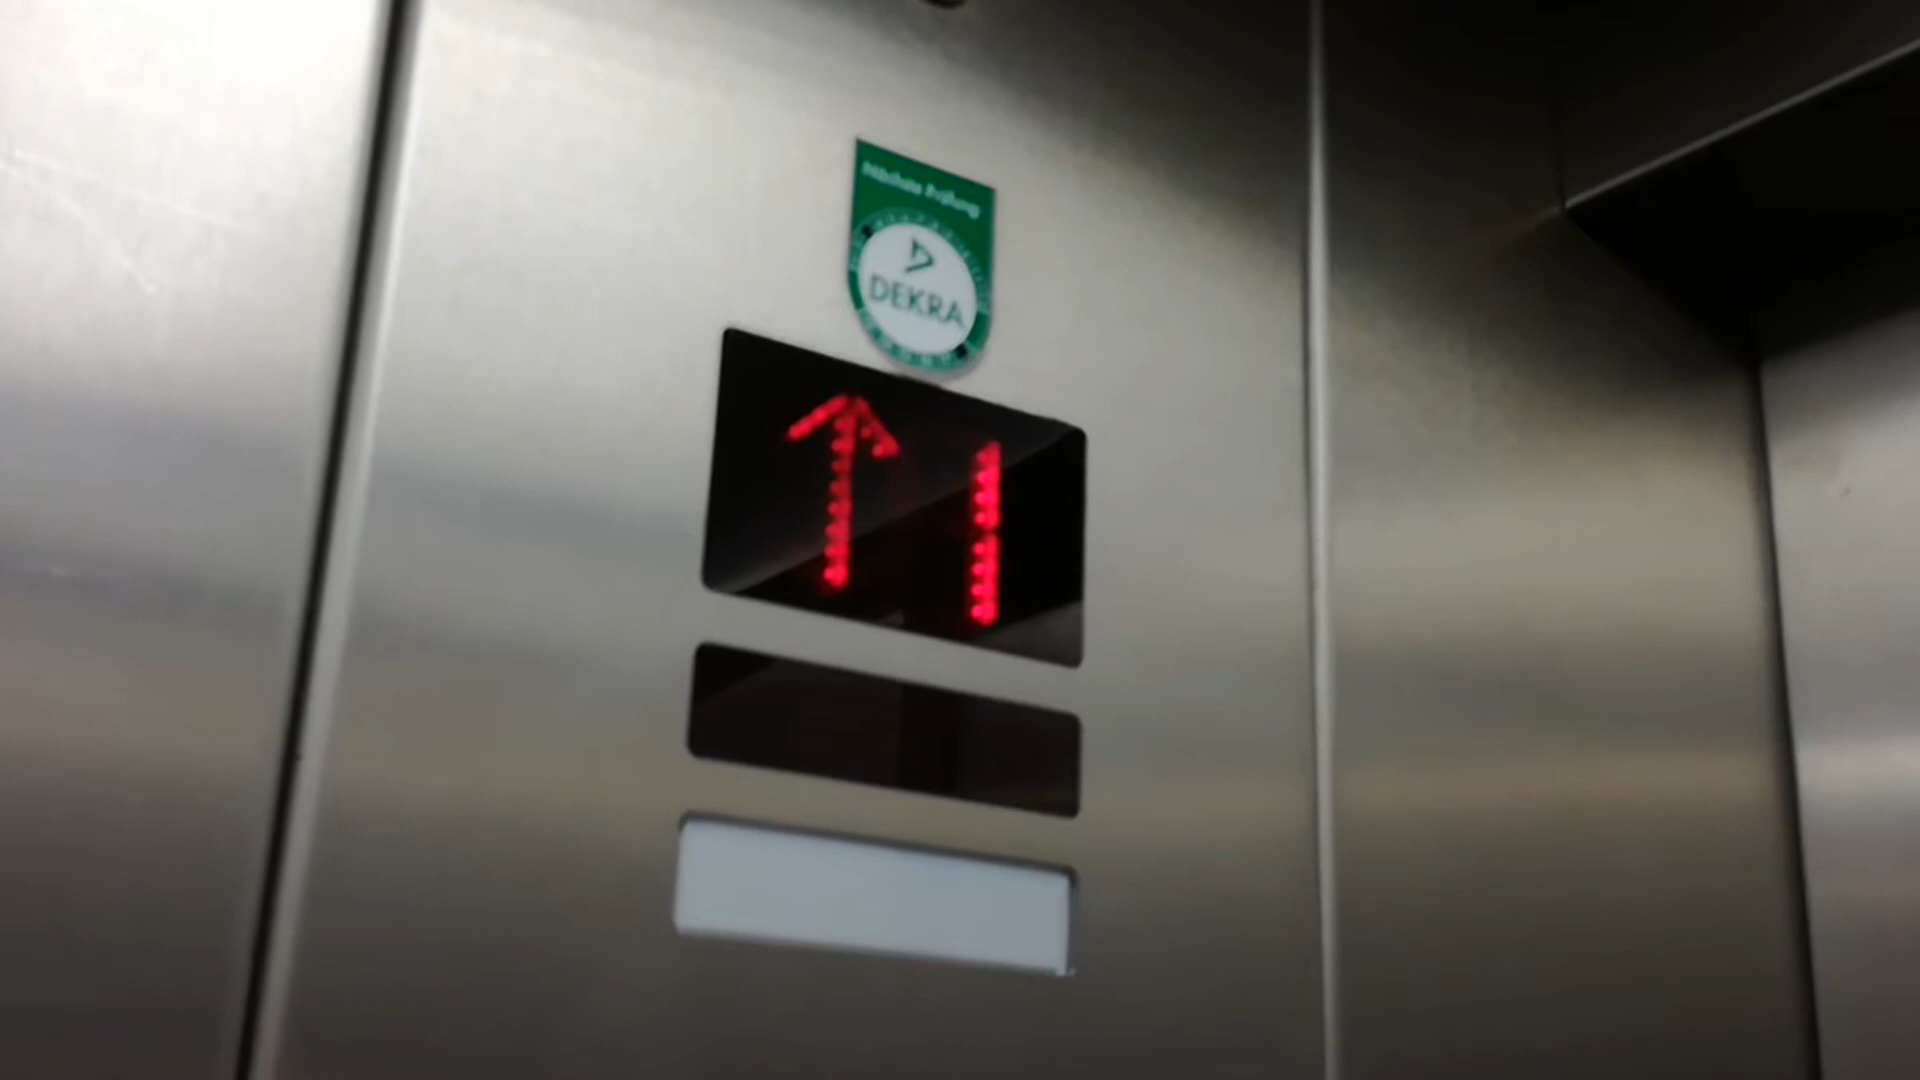 Nächste Prüfung
DEKRA
↑ 1